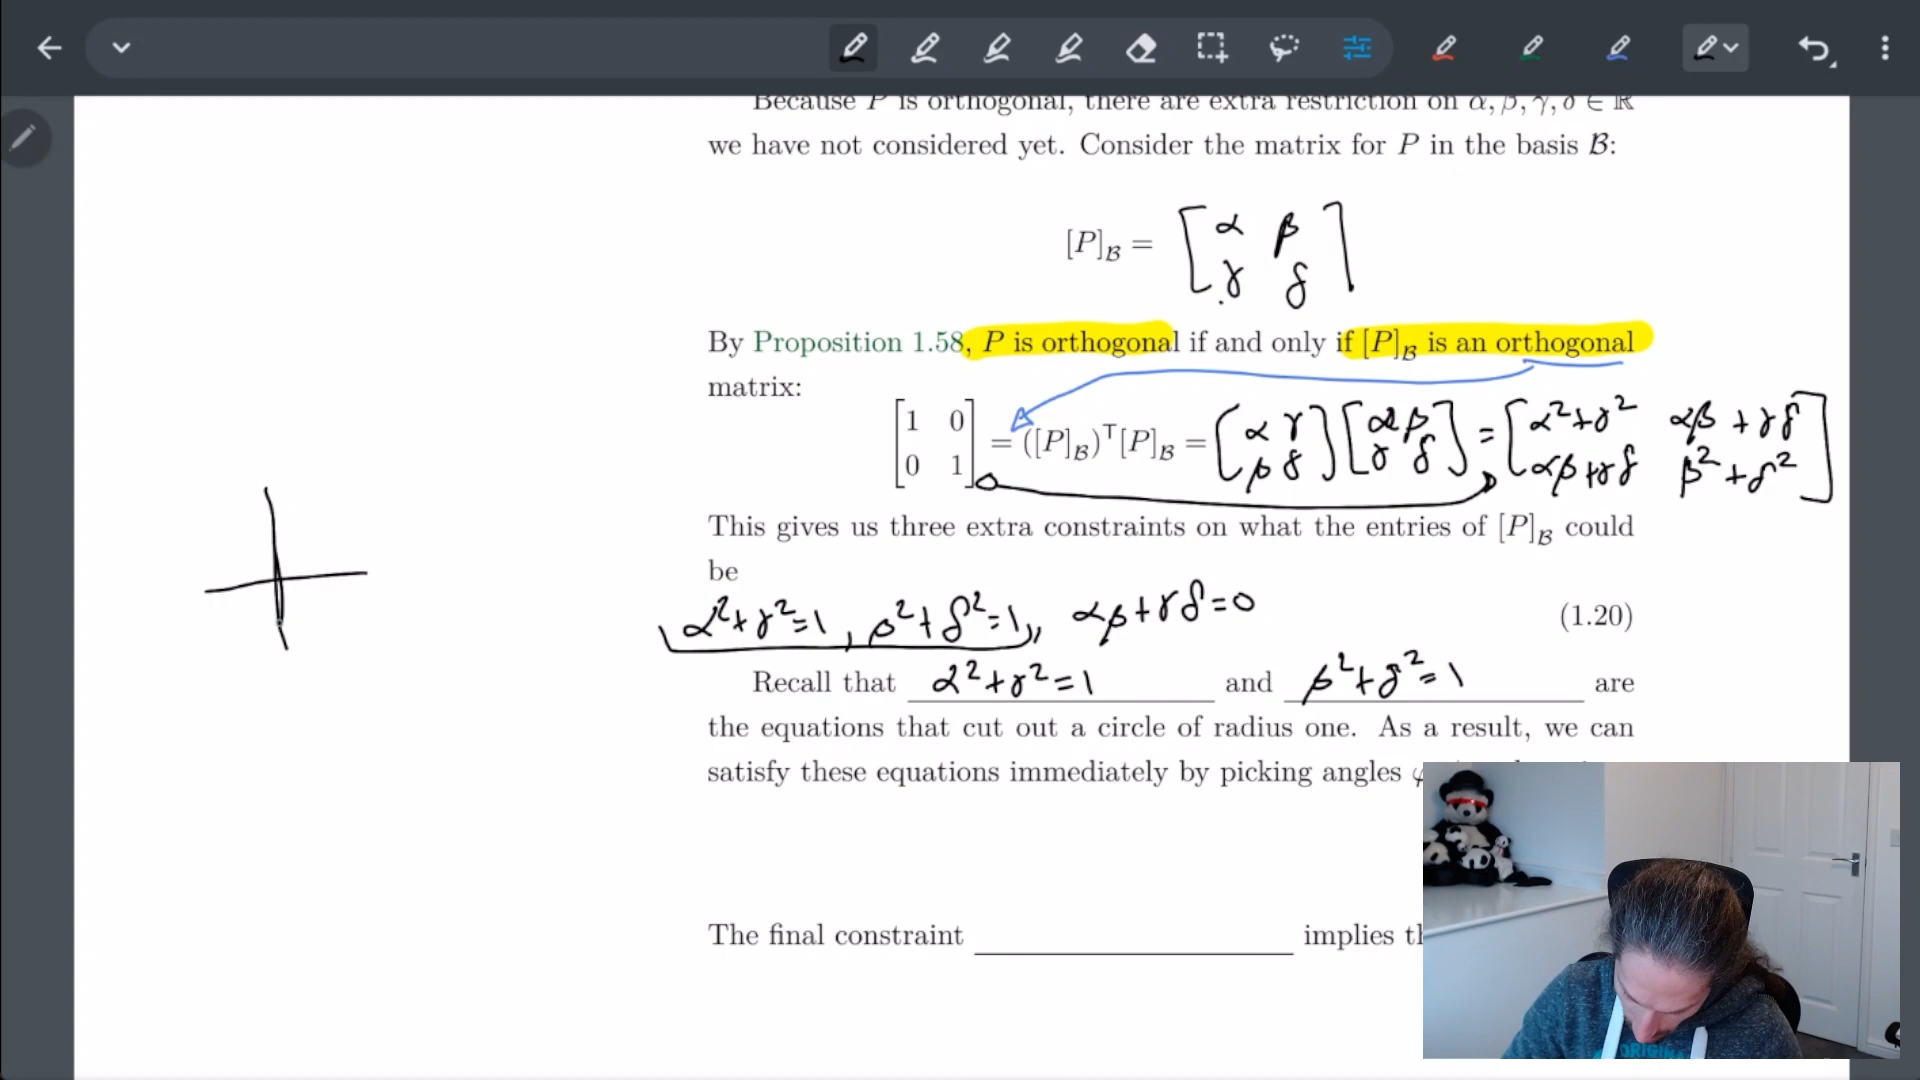 Because P is orthogonal, there are extra restriction on α, β, γ, δ ∈ ℝ
we have not considered yet. Consider the matrix for P in the basis ℬ:
[P]_ℬ = [α β
γ δ]
By Proposition 1.58, P is orthogonal if and only if [P]_ℬ is an orthogonal
matrix:
[1 0; 0 1] = ([P]_ℬ)^⊤[P]_ℬ = [α γ; β δ] [α β; γ δ] = [α²+γ² αβ+γδ; αβ+γδ β²+δ²]
This gives us three extra constraints on what the entries of [P]_ℬ could
be
α²+γ²=1, β²+δ²=1,, αβ+γδ=0 (1.20)
Recall that α²+γ²=1 and β²+δ²=1 are
the equations that cut out a circle of radius one. As a result, we can
satisfy these equations immediately by picking angles
The final constraint ________ implies
ORIGINA